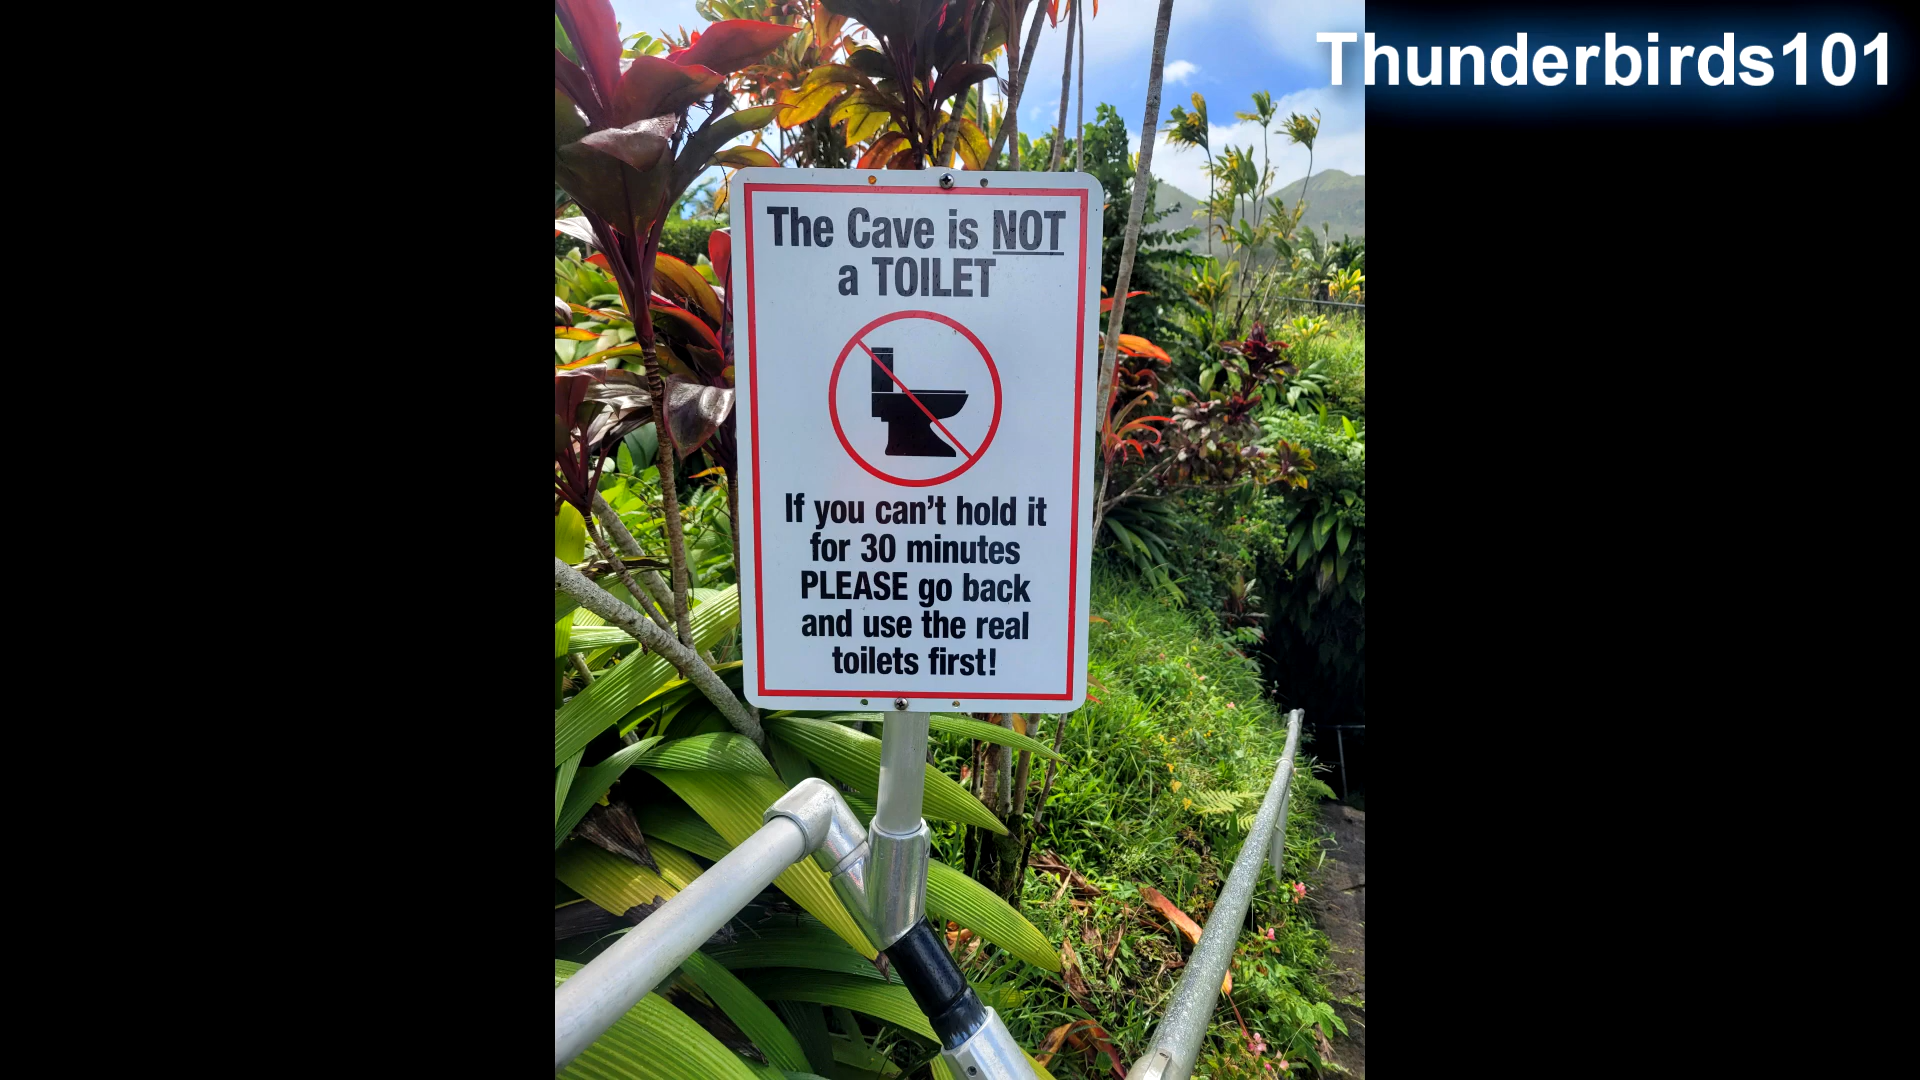 Thunderbirds101
The Cave is NOT
a TOILET
If you can't hold it
for 30 minutes
PLEASE go back
and use the real
toilets first!